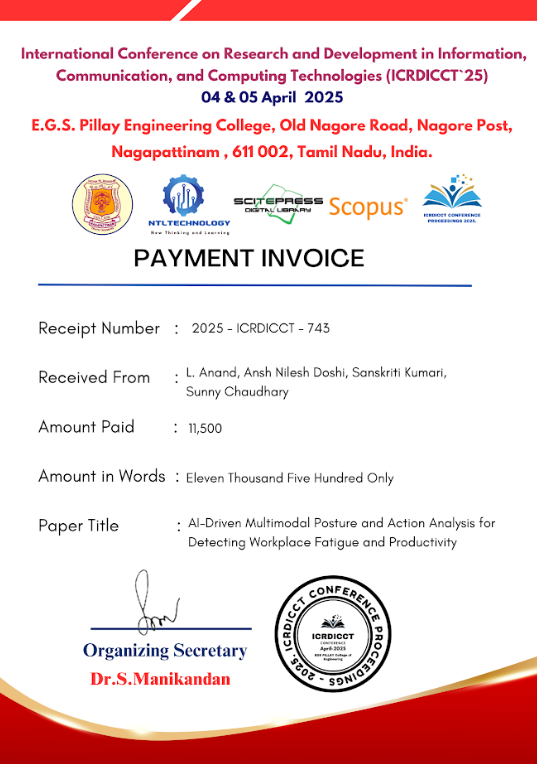 International Conference on Research and Development in Information,
Communication, and Computing Technologies (ICRDICCT`25)
04 & 05 April 2025
E.G.S. Pillay Engineering College, Old Nagore Road, Nagore Post,
Nagapattinam , 611 002, Tamil Nadu, India.
NTLTECHNOLOGY
New Thinking and Learning
SCITEPRESS
DIGITAL LIBRARY
Scopus®
ICRDICCT CONFERENCE
PROCEEDINGS 2025
PAYMENT INVOICE
Receipt Number : 2025 - ICRDICCT - 743
Received From : L. Anand, Ansh Nilesh Doshi, Sanskriti Kumari,
Sunny Chaudhary
Amount Paid : 11,500
Amount in Words : Eleven Thousand Five Hundred Only
Paper Title : AI-Driven Multimodal Posture and Action Analysis for
Detecting Workplace Fatigue and Productivity
Organizing Secretary
Dr.S.Manikandan
2025. ICRDICCT CONFERENCE PROCEEDINGS -
ICRDICCT
CONFERENCE
April-2025
EGS PILLAY College of
Engineering